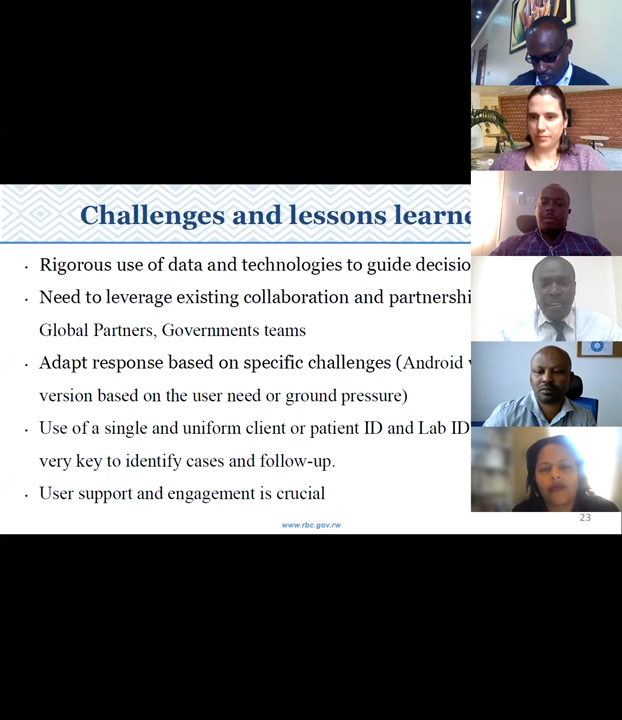 Challenges and lessons learne
• Rigorous use of data and technologies to guide decisio
• Need to leverage existing collaboration and partnershi
Global Partners, Governments teams
• Adapt response based on specific challenges (Android
version based on the user need or ground pressure)
• Use of a single and uniform client or patient ID and Lab ID
very key to identify cases and follow-up.
• User support and engagement is crucial
www.rbc.gov.rw
23